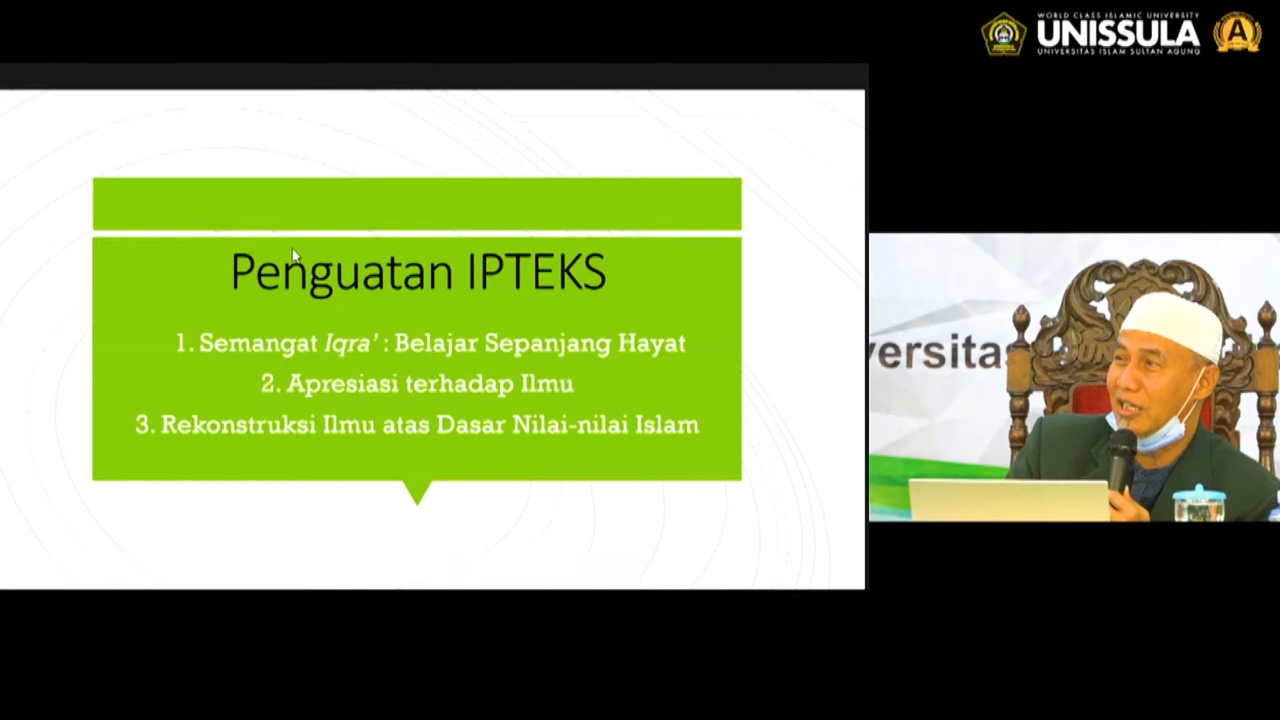 WORLD CLASS ISLAMIC UNIVERSITY
UNISSULA
UNIVERSITAS ISLAM SULTAN AGUNG
A
Penguatan IPTEKS
1. Semangat Iqra’ : Belajar Sepanjang Hayat
2. Apresiasi terhadap Ilmu
3. Rekonstruksi Ilmu atas Dasar Nilai-nilai Islam
versitas